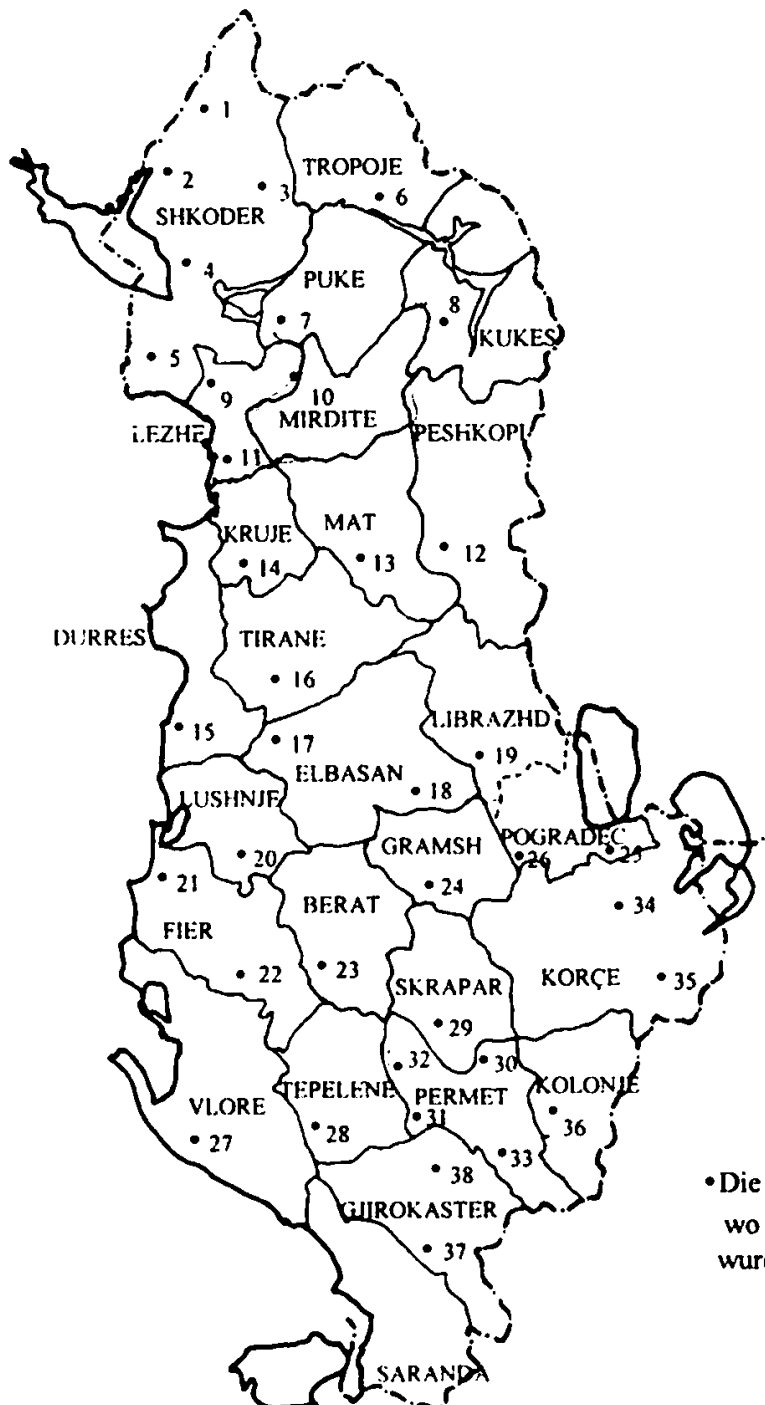 1
TROPOJE
2
3
6
SHKODER
4
PUKE
7
8
KUKES
5
9
10
MIRDITE
LEZHE
PESHKOPI
11
KRUJE
MAT
14
13
12
DURRES
TIRANE
16
15
17
LIBRAZHD
19
ELBASAN
18
LUSHNJE
20
GRAMSH
POGRADEC
26
25
21
24
BERAT
34
FIER
22
23
SKRAPAR
KORÇE
35
29
32
30
TEPELENE
PERMET
KOLONJE
VLORE
31
36
27
28
33
38
GJIROKASTER
37
SARANDA
•Die
wo